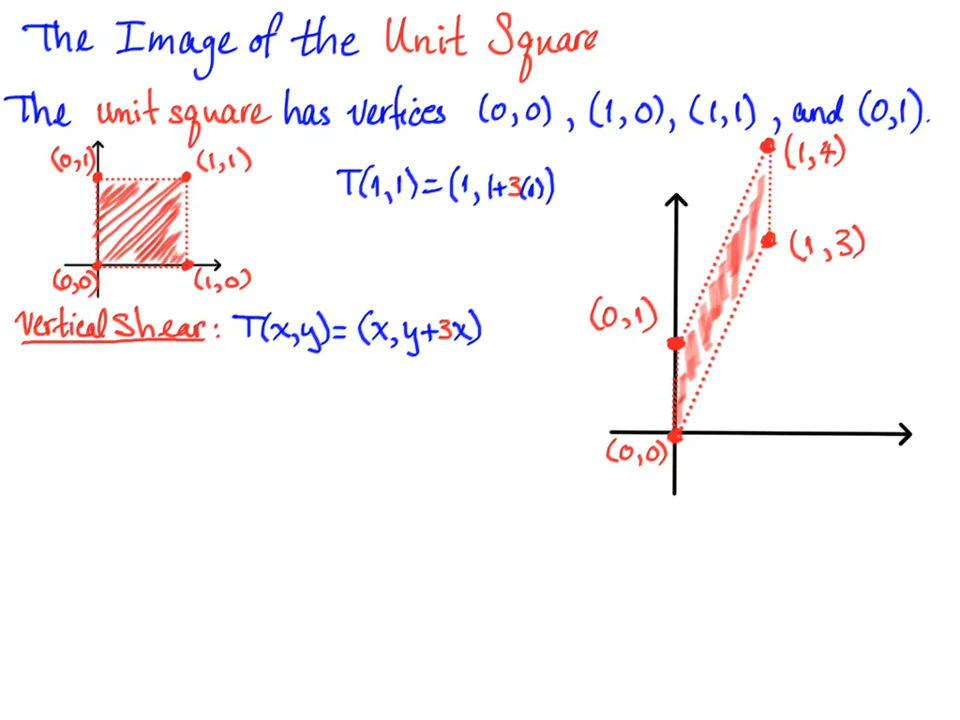 The Image of the Unit Square
The unit square has vertices (0,0), (1,0), (1,1), and (0,1).
(0,1) (1,1)
T(1,1)=(1,1+3(1))
(1,4)
(1,3)
(0,0) (1,0)
(0,1)
Vertical Shear: T(x,y)=(x,y+3x)
(0,0)